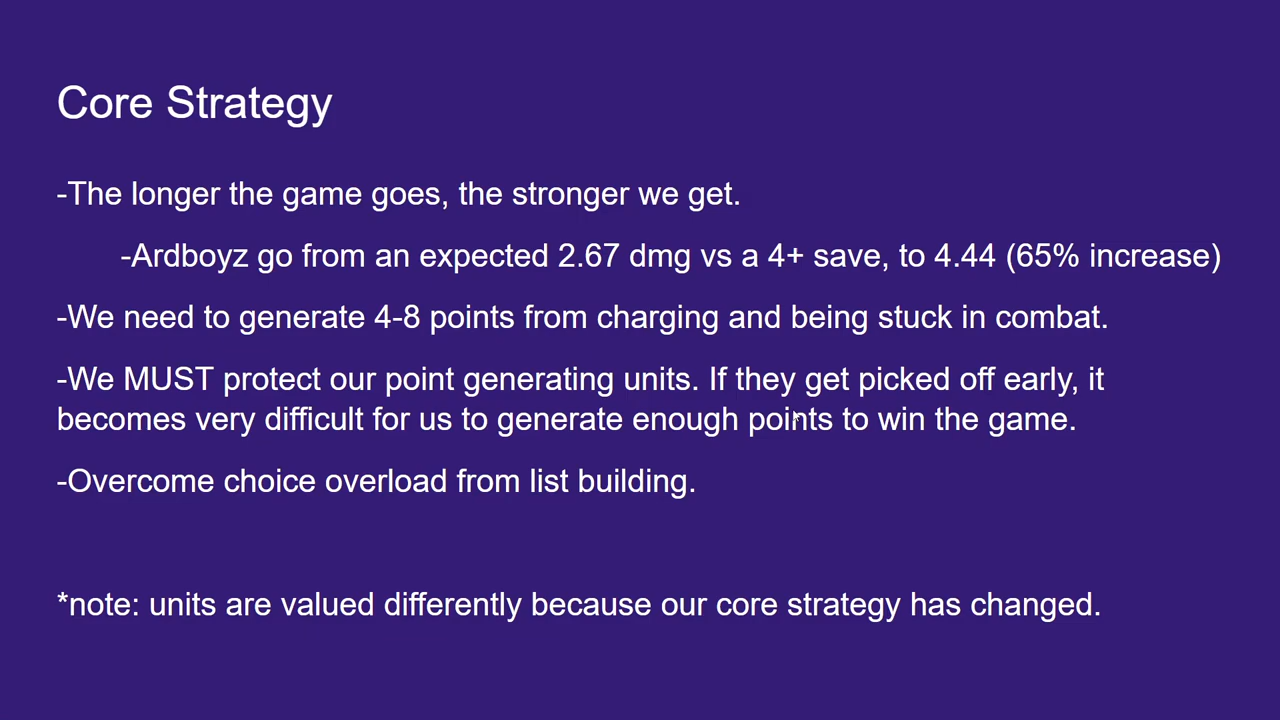 Core Strategy
-The longer the game goes, the stronger we get.
-Ardboyz go from an expected 2.67 dmg vs a 4+ save, to 4.44 (65% increase)
-We need to generate 4-8 points from charging and being stuck in combat.
-We MUST protect our point generating units. If they get picked off early, it
becomes very difficult for us to generate enough points to win the game.
-Overcome choice overload from list building.
*note: units are valued differently because our core strategy has changed.